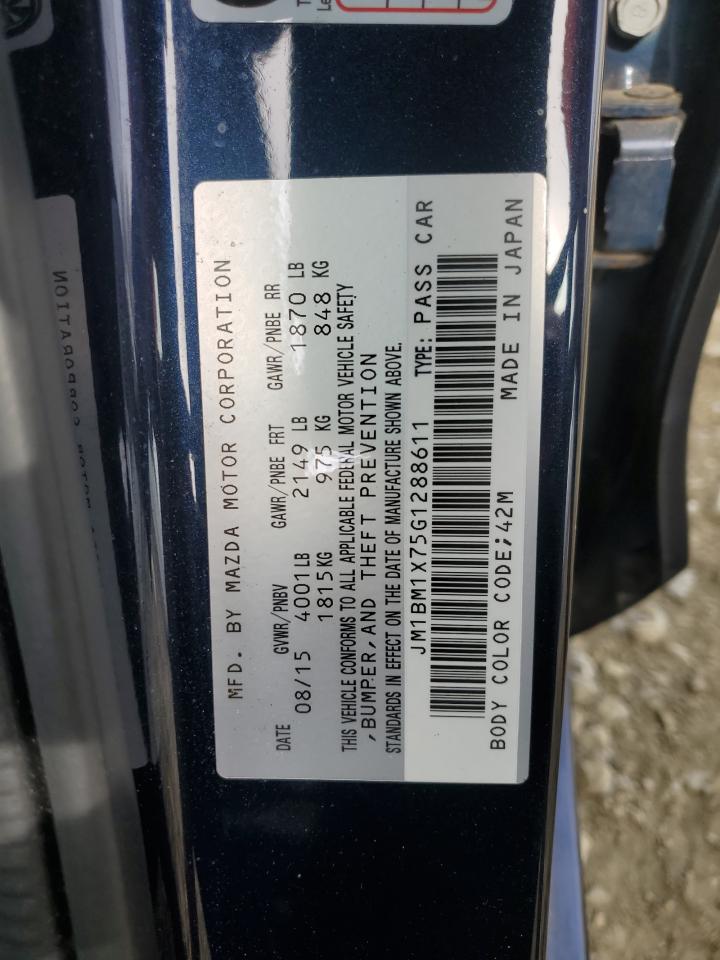 MFD. BY MAZDA MOTOR CORPORATION
DATE GVWR/PNBV GAWR/PNBE FRT GAWR/PNBE RR
08/15 4001LB 2149 LB 1870 LB
1815KG 975 KG 848 KG
THIS VEHICLE CONFORMS TO ALL APPLICABLE FEDERAL MOTOR VEHICLE SAFETY
,BUMPER,AND THEFT PREVENTION
STANDARDS IN EFFECT ON THE DATE OF MANUFACTURE SHOWN ABOVE.
JM1BM1X75G1288611 TYPE: PASS CAR
BODY COLOR CODE;42M MADE IN JAPAN